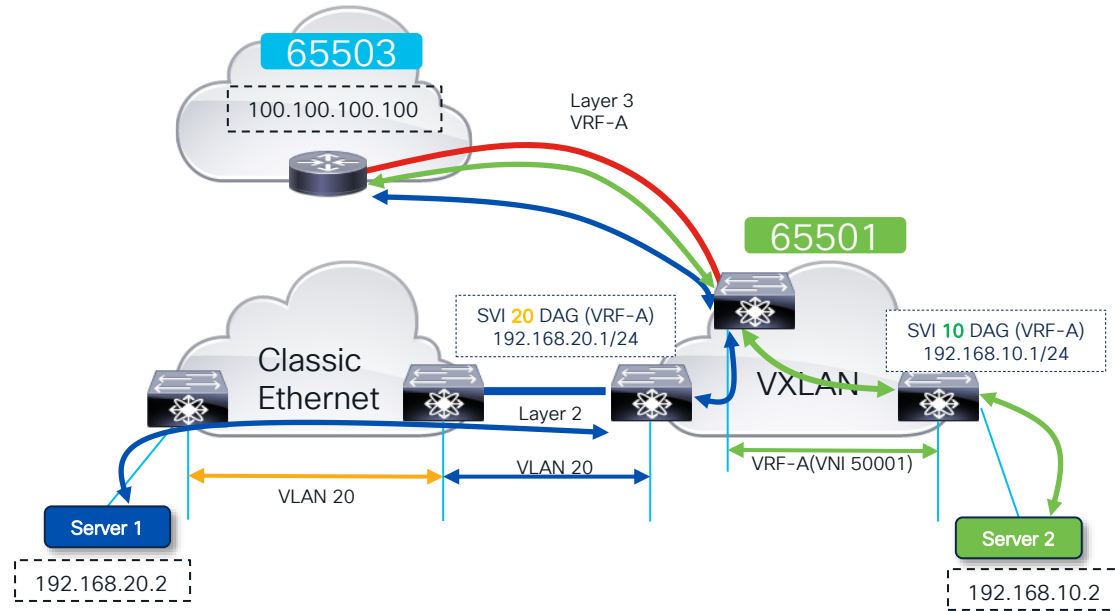 65503
100.100.100.100
Layer 3
VRF-A
65501
SVI 20 DAG (VRF-A)
192.168.20.1/24
SVI 10 DAG (VRF-A)
192.168.10.1/24
Classic
Ethernet
VXLAN
Layer 2
VLAN 20
VLAN 20
VRF-A(VNI 50001)
Server 1
192.168.20.2
Server 2
192.168.10.2